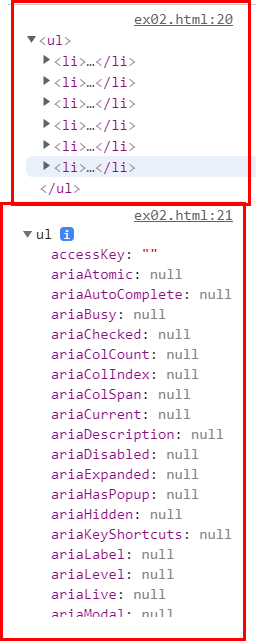 ex02.html:20
▼<ul>
▶<li>…</li>
▶<li>…</li>
▶<li>…</li>
▶<li>…</li>
▶<li>…</li>
▶<li>…</li>
</ul>
ex02.html:21
▼ul i
accessKey: ""
ariaAtomic: null
ariaAutoComplete: null
ariaBusy: null
ariaChecked: null
ariaColCount: null
ariaColIndex: null
ariaColSpan: null
ariaCurrent: null
ariaDescription: null
ariaDisabled: null
ariaExpanded: null
ariaHasPopup: null
ariaHidden: null
ariaKeyShortcuts: null
ariaLabel: null
ariaLevel: null
ariaLive: null
ariaModal: null